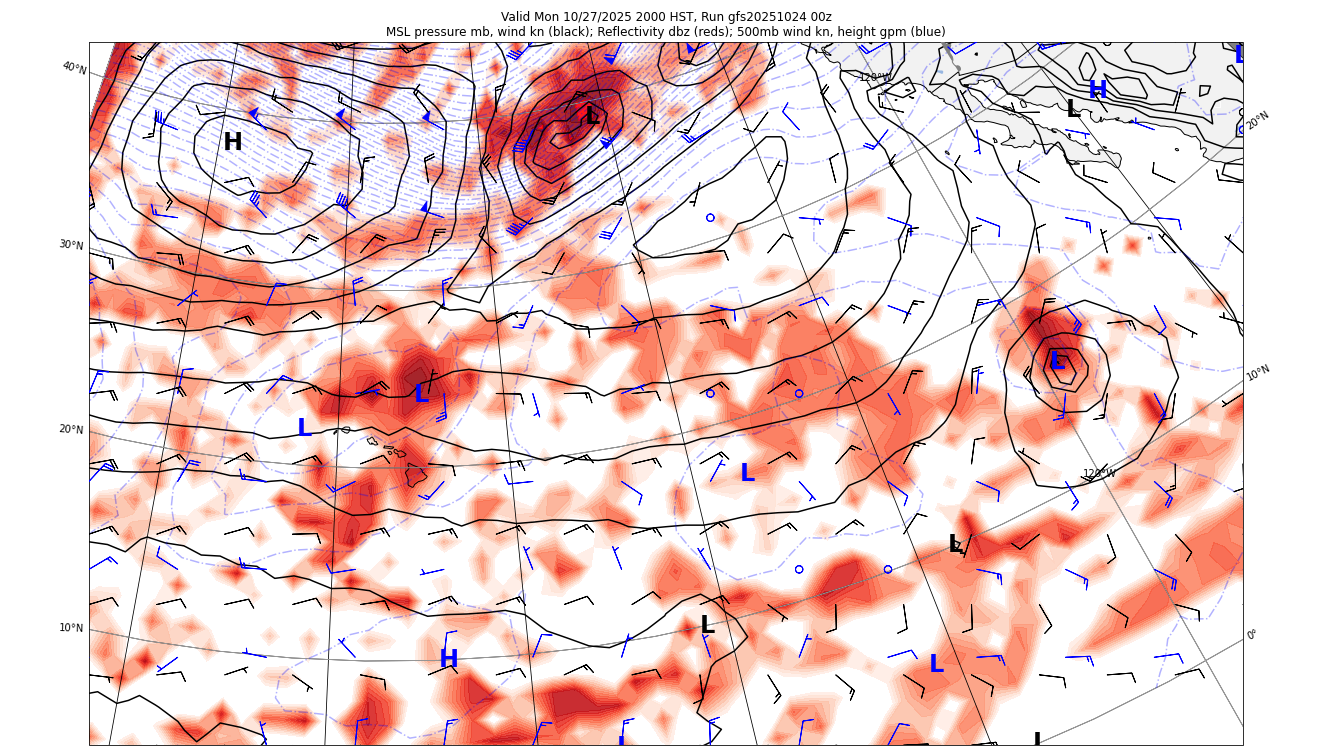 Valid Mon 10/27/2025 2000 HST, Run gfs20251024 00z
MSL pressure mb, wind kn (black); Reflectivity dbz (reds); 500mb wind kn, height gpm (blue)
40°N
120°W
H
L
L
L
H
20°N
30°N
L
10°N
L
L
20°N
L
120°W
L
10°N
L
0°
H
L
L
L